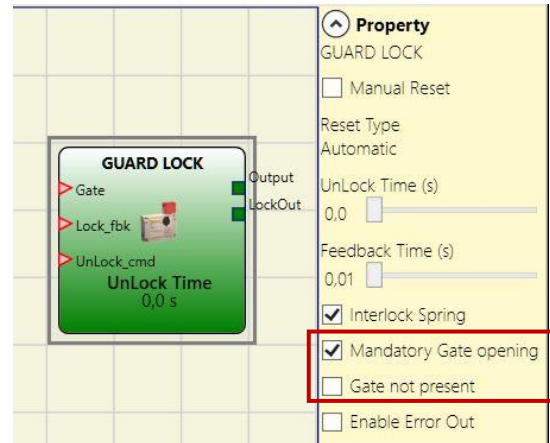 GUARD LOCK
Gate
Lock_fbk
UnLock_cmd
Output
LockOut
UnLock Time
0,0 s
Property
GUARD LOCK
Manual Reset
Reset Type
Automatic
UnLock Time (s)
0,0
Feedback Time (s)
0,01
Interlock Spring
Mandatory Gate opening
Gate not present
Enable Error Out